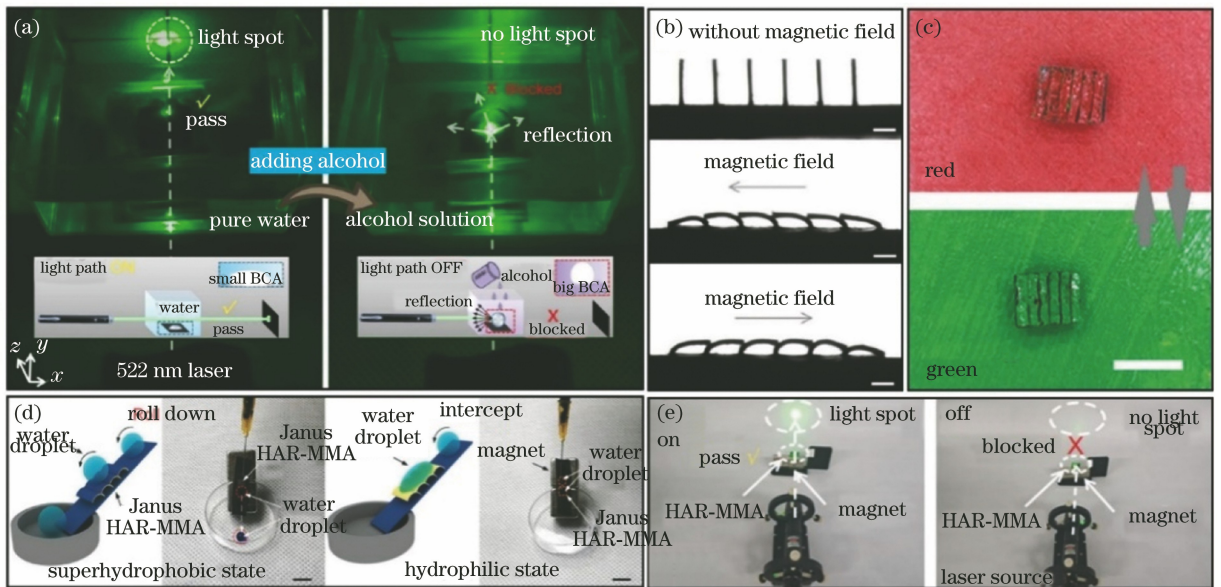 (a)
light spot
no light spot
Blocked
pass
reflection
adding alcohol
pure water
alcohol solution
light path ON
small BCA
water
pass
light path OFF
alcohol
big BCA
reflection
blocked
z
y
x
522 nm laser
(b)
without magnetic field
magnetic field
magnetic field
(c)
red
green
(d)
roll down
water
droplet
Janus
HAR-MMA
Janus
HAR-MMA
water
droplet
superhydrophobic state
water
droplet
intercept
magnet
water
droplet
Janus
HAR-MMA
hydrophilic state
(e)
on
light spot
pass
HAR-MMA
magnet
off
no light
spot
blocked
HAR-MMA
magnet
laser source